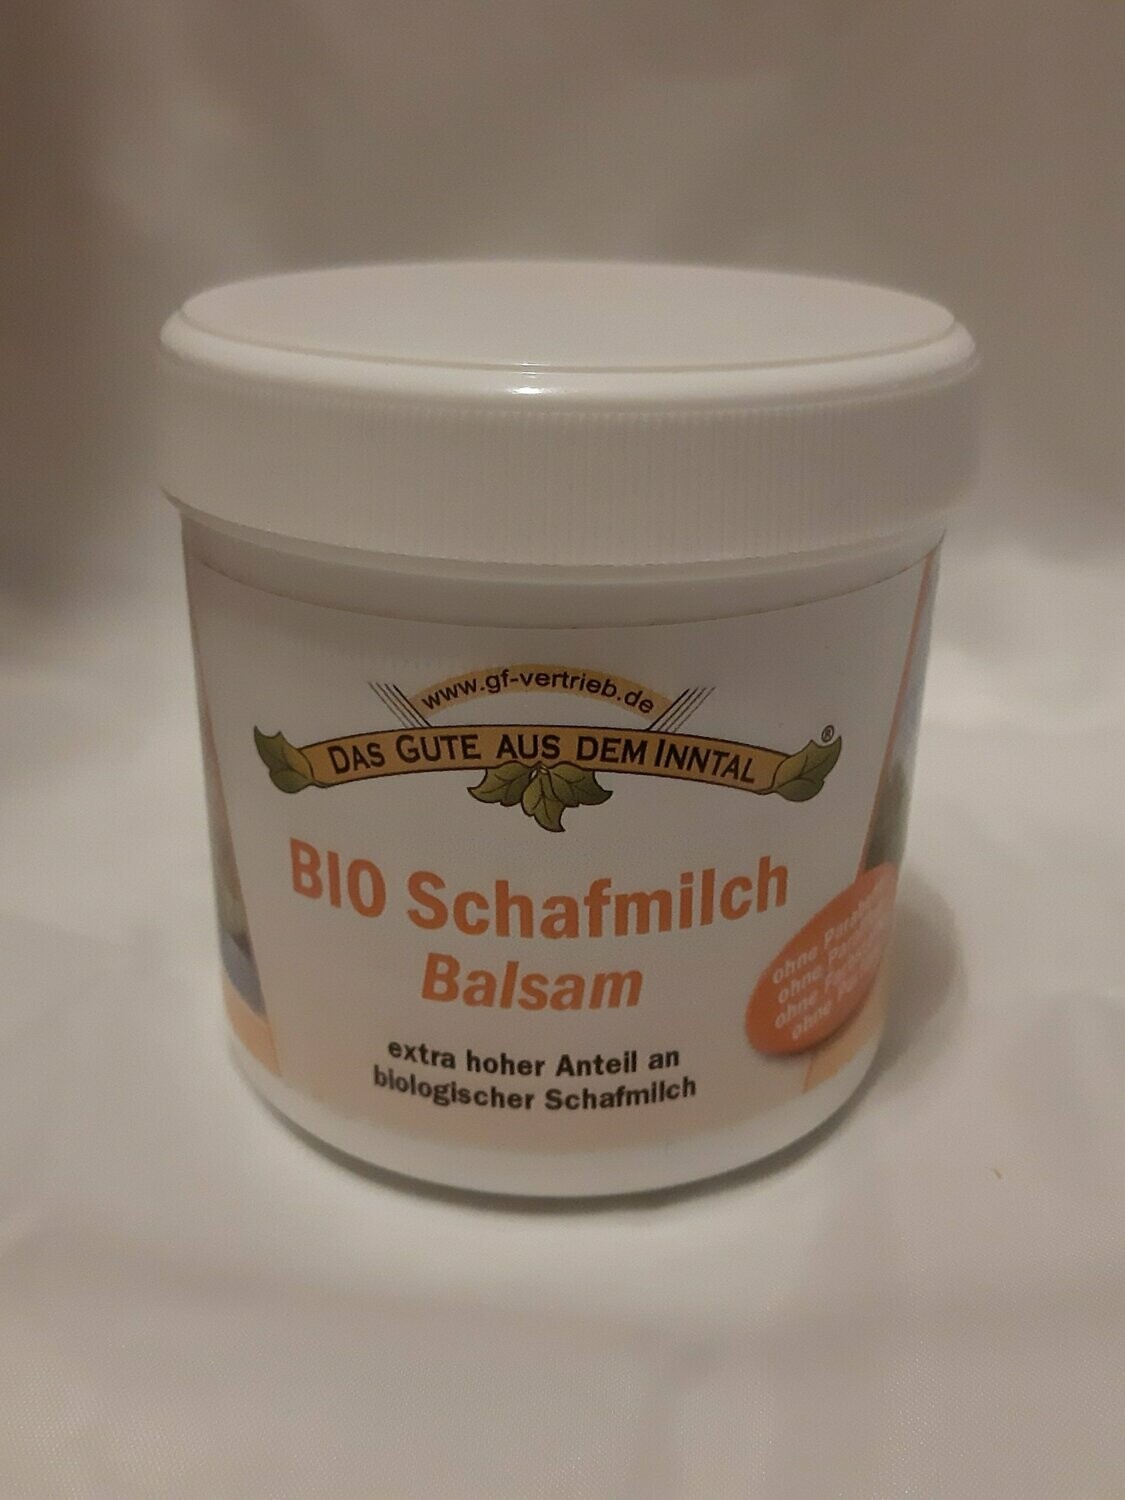 www.gf-vertrieb.de
DAS GUTE AUS DEM INNTAL
®
BIO Schafmilch
Balsam
extra hoher Anteil an
biologischer Schafmilch
ohne
ohne
ohne
ohne